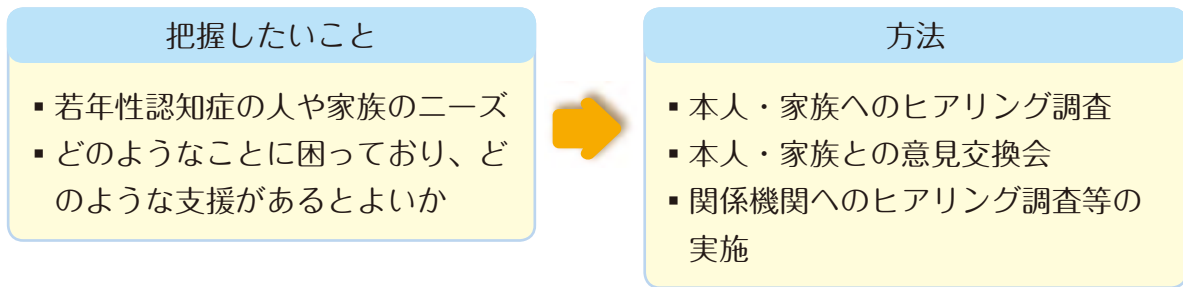 把握したいこと
▪ 若年性認知症の人や家族のニーズ
▪ どのようなことに困っており、ど
のような支援があるとよいか
方法
▪ 本人・家族へのヒアリング調査
▪ 本人・家族との意見交換会
▪ 関係機関へのヒアリング調査等の
実施